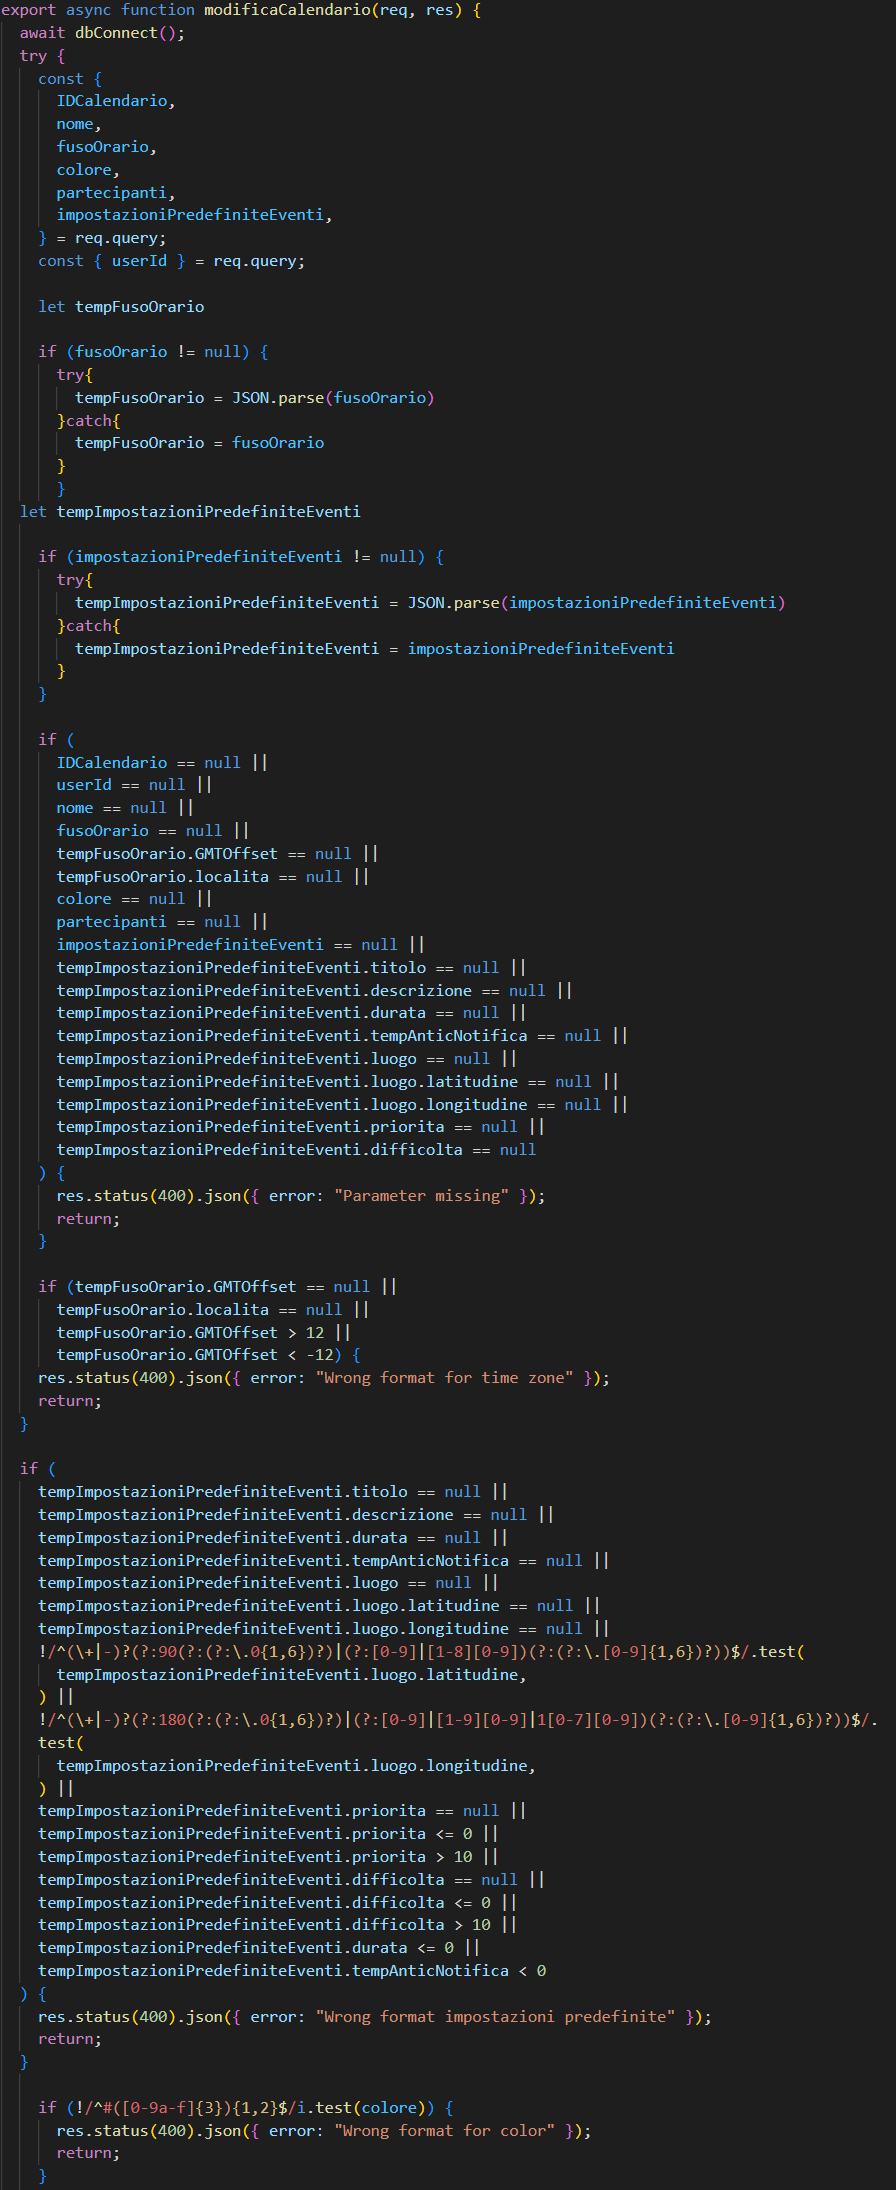 export async function modificaCalendario(req, res) {
  await dbConnect();
  try {
    const {
      IDCalendario,
      nome,
      fusoOrario,
      colore,
      partecipanti,
      impostazioniPredefiniteEventi,
    } = req.query;
    const { userId } = req.query;

    let tempFusoOrario

    if (fusoOrario != null) {
      try{
        tempFusoOrario = JSON.parse(fusoOrario)
      }catch{
        tempFusoOrario = fusoOrario
      }
      }
  let tempImpostazioniPredefiniteEventi

    if (impostazioniPredefiniteEventi != null) {
      try{
        tempImpostazioniPredefiniteEventi = JSON.parse(impostazioniPredefiniteEventi)
      }catch{
        tempImpostazioniPredefiniteEventi = impostazioniPredefiniteEventi
      }
    }

    if (
      IDCalendario == null ||
      userId == null ||
      nome == null ||
      fusoOrario == null ||
      tempFusoOrario.GMTOffset == null ||
      tempFusoOrario.localita == null ||
      colore == null ||
      partecipanti == null ||
      impostazioniPredefiniteEventi == null ||
      tempImpostazioniPredefiniteEventi.titolo == null ||
      tempImpostazioniPredefiniteEventi.descrizione == null ||
      tempImpostazioniPredefiniteEventi.durata == null ||
      tempImpostazioniPredefiniteEventi.tempAnticNotifica == null ||
      tempImpostazioniPredefiniteEventi.luogo == null ||
      tempImpostazioniPredefiniteEventi.luogo.latitudine == null ||
      tempImpostazioniPredefiniteEventi.luogo.longitudine == null ||
      tempImpostazioniPredefiniteEventi.priorita == null ||
      tempImpostazioniPredefiniteEventi.difficolta == null
    ) {
      res.status(400).json({ error: "Parameter missing" });
      return;
    }

    if (tempFusoOrario.GMTOffset == null ||
      tempFusoOrario.localita == null ||
      tempFusoOrario.GMTOffset > 12 ||
      tempFusoOrario.GMTOffset < -12) {
    res.status(400).json({ error: "Wrong format for time zone" });
    return;
  }

  if (
    tempImpostazioniPredefiniteEventi.titolo == null ||
    tempImpostazioniPredefiniteEventi.descrizione == null ||
    tempImpostazioniPredefiniteEventi.durata == null ||
    tempImpostazioniPredefiniteEventi.tempAnticNotifica == null ||
    tempImpostazioniPredefiniteEventi.luogo == null ||
    tempImpostazioniPredefiniteEventi.luogo.latitudine == null ||
    tempImpostazioniPredefiniteEventi.luogo.longitudine == null ||
    !/^(\+|-)?(?:90(?:(?:\.0{1,6})?)|(?:[0-9]|[1-8][0-9])(?:(?:\.[0-9]{1,6})?))$/.test(
      tempImpostazioniPredefiniteEventi.luogo.latitudine,
    ) ||
    !/^(\+|-)?(?:180(?:(?:\.0{1,6})?)|(?:[0-9]|[1-9][0-9]|1[0-7][0-9])(?:(?:\.[0-9]{1,6})?))$/.
    test(
      tempImpostazioniPredefiniteEventi.luogo.longitudine,
    ) ||
    tempImpostazioniPredefiniteEventi.priorita == null ||
    tempImpostazioniPredefiniteEventi.priorita <= 0 ||
    tempImpostazioniPredefiniteEventi.priorita > 10 ||
    tempImpostazioniPredefiniteEventi.difficolta == null ||
    tempImpostazioniPredefiniteEventi.difficolta <= 0 ||
    tempImpostazioniPredefiniteEventi.difficolta > 10 ||
    tempImpostazioniPredefiniteEventi.durata <= 0 ||
    tempImpostazioniPredefiniteEventi.tempAnticNotifica < 0
  ) {
    res.status(400).json({ error: "Wrong format impostazioni predefinite" });
    return;
  }

    if (!/^#([0-9a-f]{3}){1,2}$/i.test(colore)) {
      res.status(400).json({ error: "Wrong format for color" });
      return;
    }